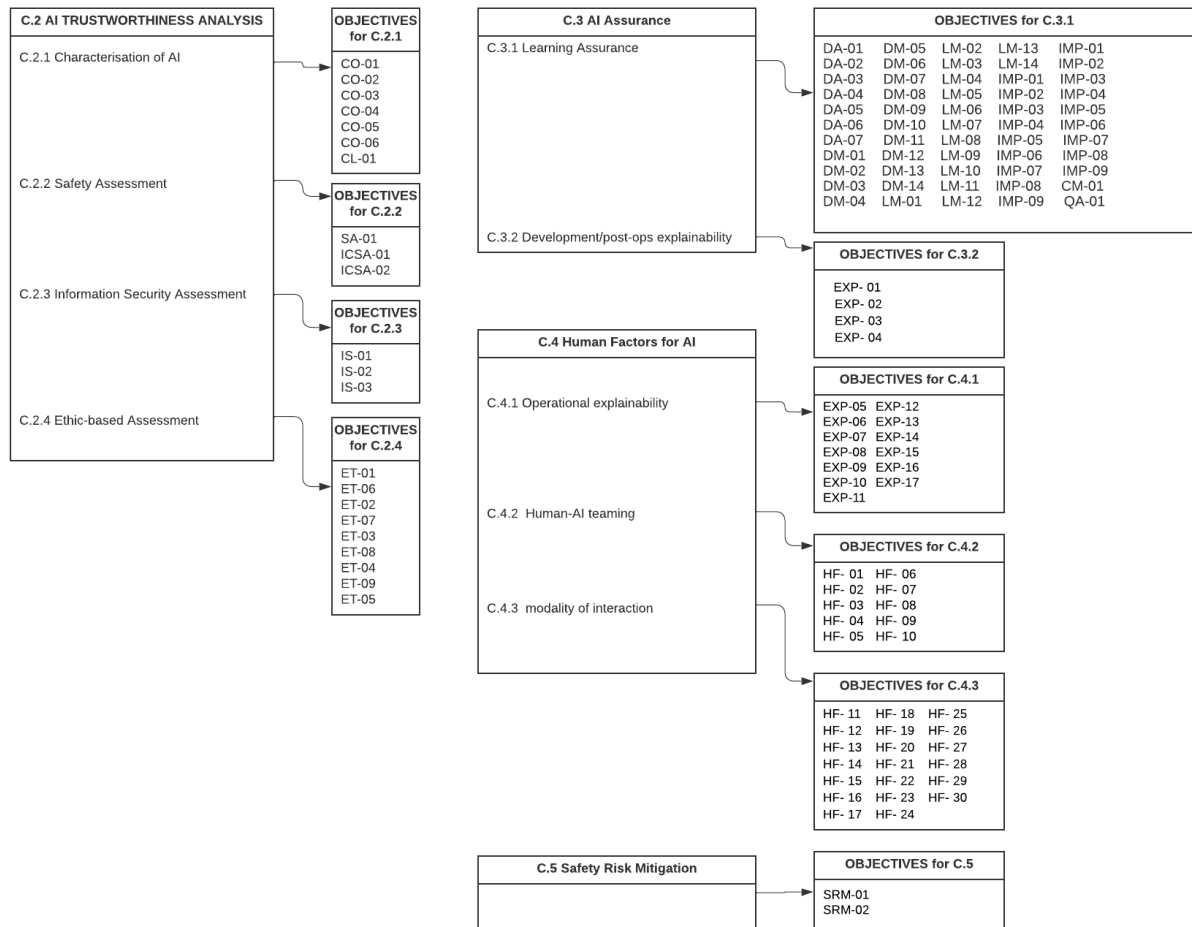 C.2 AI TRUSTWORTHINESS ANALYSIS
C.2.1 Characterisation of AI
C.2.2 Safety Assessment
C.2.3 Information Security Assessment
C.2.4 Ethic-based Assessment
OBJECTIVES
for C.2.1
CO-01
CO-02
CO-03
CO-04
CO-05
CO-06
CL-01
OBJECTIVES
for C.2.2
SA-01
ICSA-01
ICSA-02
OBJECTIVES
for C.2.3
IS-01
IS-02
IS-03
OBJECTIVES
for C.2.4
ET-01
ET-06
ET-02
ET-07
ET-03
ET-08
ET-04
ET-09
ET-05
C.3 AI Assurance
C.3.1 Learning Assurance
C.3.2 Development/post-ops explainability
OBJECTIVES for C.3.1
DA-01 DM-05 LM-02 LM-13 IMP-01
DA-02 DM-06 LM-03 LM-14 IMP-02
DA-03 DM-07 LM-04 IMP-01 IMP-03
DA-04 DM-08 LM-05 IMP-02 IMP-04
DA-05 DM-09 LM-06 IMP-03 IMP-05
DA-06 DM-10 LM-07 IMP-04 IMP-06
DA-07 DM-11 LM-08 IMP-05 IMP-07
DM-01 DM-12 LM-09 IMP-06 IMP-08
DM-02 DM-13 LM-10 IMP-07 IMP-09
DM-03 DM-14 LM-11 IMP-08 CM-01
DM-04 LM-01 LM-12 IMP-09 QA-01
OBJECTIVES for C.3.2
EXP- 01
EXP- 02
EXP- 03
EXP- 04
C.4 Human Factors for AI
C.4.1 Operational explainability
C.4.2 Human-AI teaming
C.4.3 modality of interaction
OBJECTIVES for C.4.1
EXP-05 EXP-12
EXP-06 EXP-13
EXP-07 EXP-14
EXP-08 EXP-15
EXP-09 EXP-16
EXP-10 EXP-17
EXP-11
OBJECTIVES for C.4.2
HF- 01 HF- 06
HF- 02 HF- 07
HF- 03 HF- 08
HF- 04 HF- 09
HF- 05 HF- 10
OBJECTIVES for C.4.3
HF- 11 HF- 18 HF- 25
HF- 12 HF- 19 HF- 26
HF- 13 HF- 20 HF- 27
HF- 14 HF- 21 HF- 28
HF- 15 HF- 22 HF- 29
HF- 16 HF- 23 HF- 30
HF- 17 HF- 24
C.5 Safety Risk Mitigation
OBJECTIVES for C.5
SRM-01
SRM-02